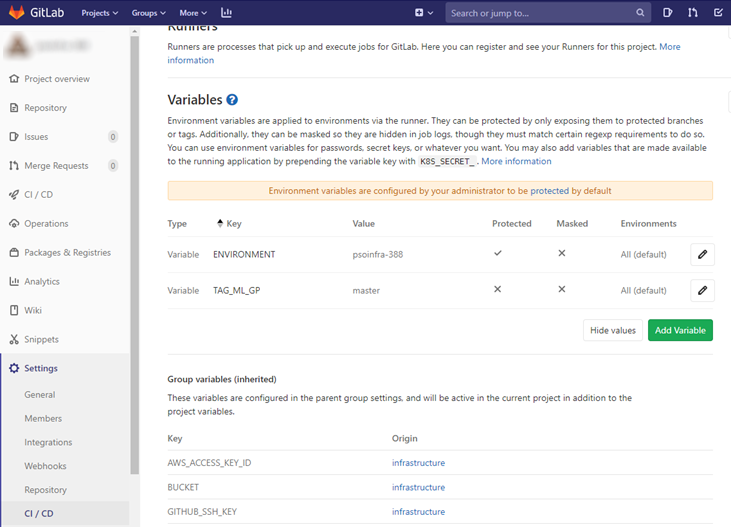 GitLab Projects Groups More Search or jump to...
Project overview
Repository
Issues 0
Merge Requests 0
CI / CD
Operations
Packages & Registries
Analytics
Wiki
Snippets
Settings
General
Members
Integrations
Webhooks
Repository
CI / CD
Runners
Runners are processes that pick up and execute jobs for GitLab. Here you can register and see your Runners for this project. More
information
Variables ?
Environment variables are applied to environments via the runner. They can be protected by only exposing them to protected branches
or tags. Additionally, they can be masked so they are hidden in job logs, though they must match certain regexp requirements to do so.
You can use environment variables for passwords, secret keys, or whatever you want. You may also add variables that are made available
to the running application by prepending the variable key with K8S_SECRET_. More information
Environment variables are configured by your administrator to be protected by default
Type Key Value Protected Masked Environments
Variable ENVIRONMENT psoinfra-388 All (default)
Variable TAG_ML_GP master All (default)
Hide values Add Variable
Group variables (inherited)
These variables are configured in the parent group settings, and will be active in the current project in addition to the
project variables.
Key Origin
AWS_ACCESS_KEY_ID infrastructure
BUCKET infrastructure
GITHUB_SSH_KEY infrastructure